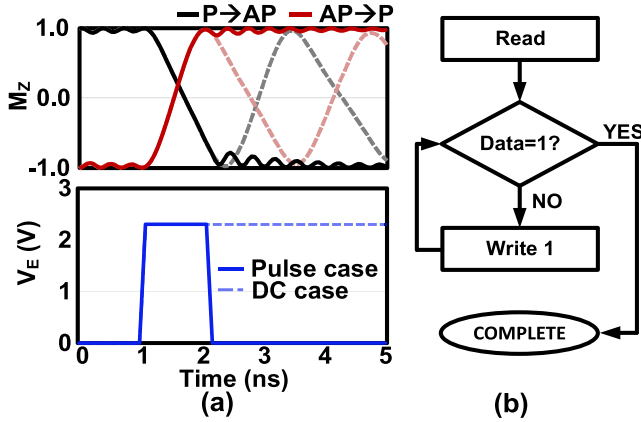 P→AP AP→P
1.0
0.0
-1.0
M_Z
3
2
1
0
V_E (V)
Pulse case
DC case
0 1 2 3 4 5
Time (ns)
(a)
Read
Data=1?
YES
NO
Write 1
COMPLETE
(b)